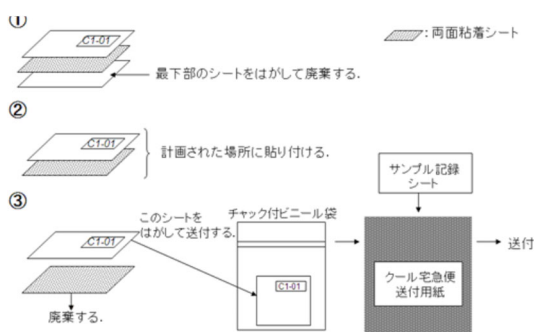 ①
C1-01
：両面粘着シート
最下部のシートをはがして廃棄する.
②
C1-01
計画された場所に貼り付ける.
③
C1-01
このシートを
はがして送付する.
廃棄する.
チャック付ビニール袋
C1-01
サンプル記録
シート
クール宅急便
送付用紙
送付